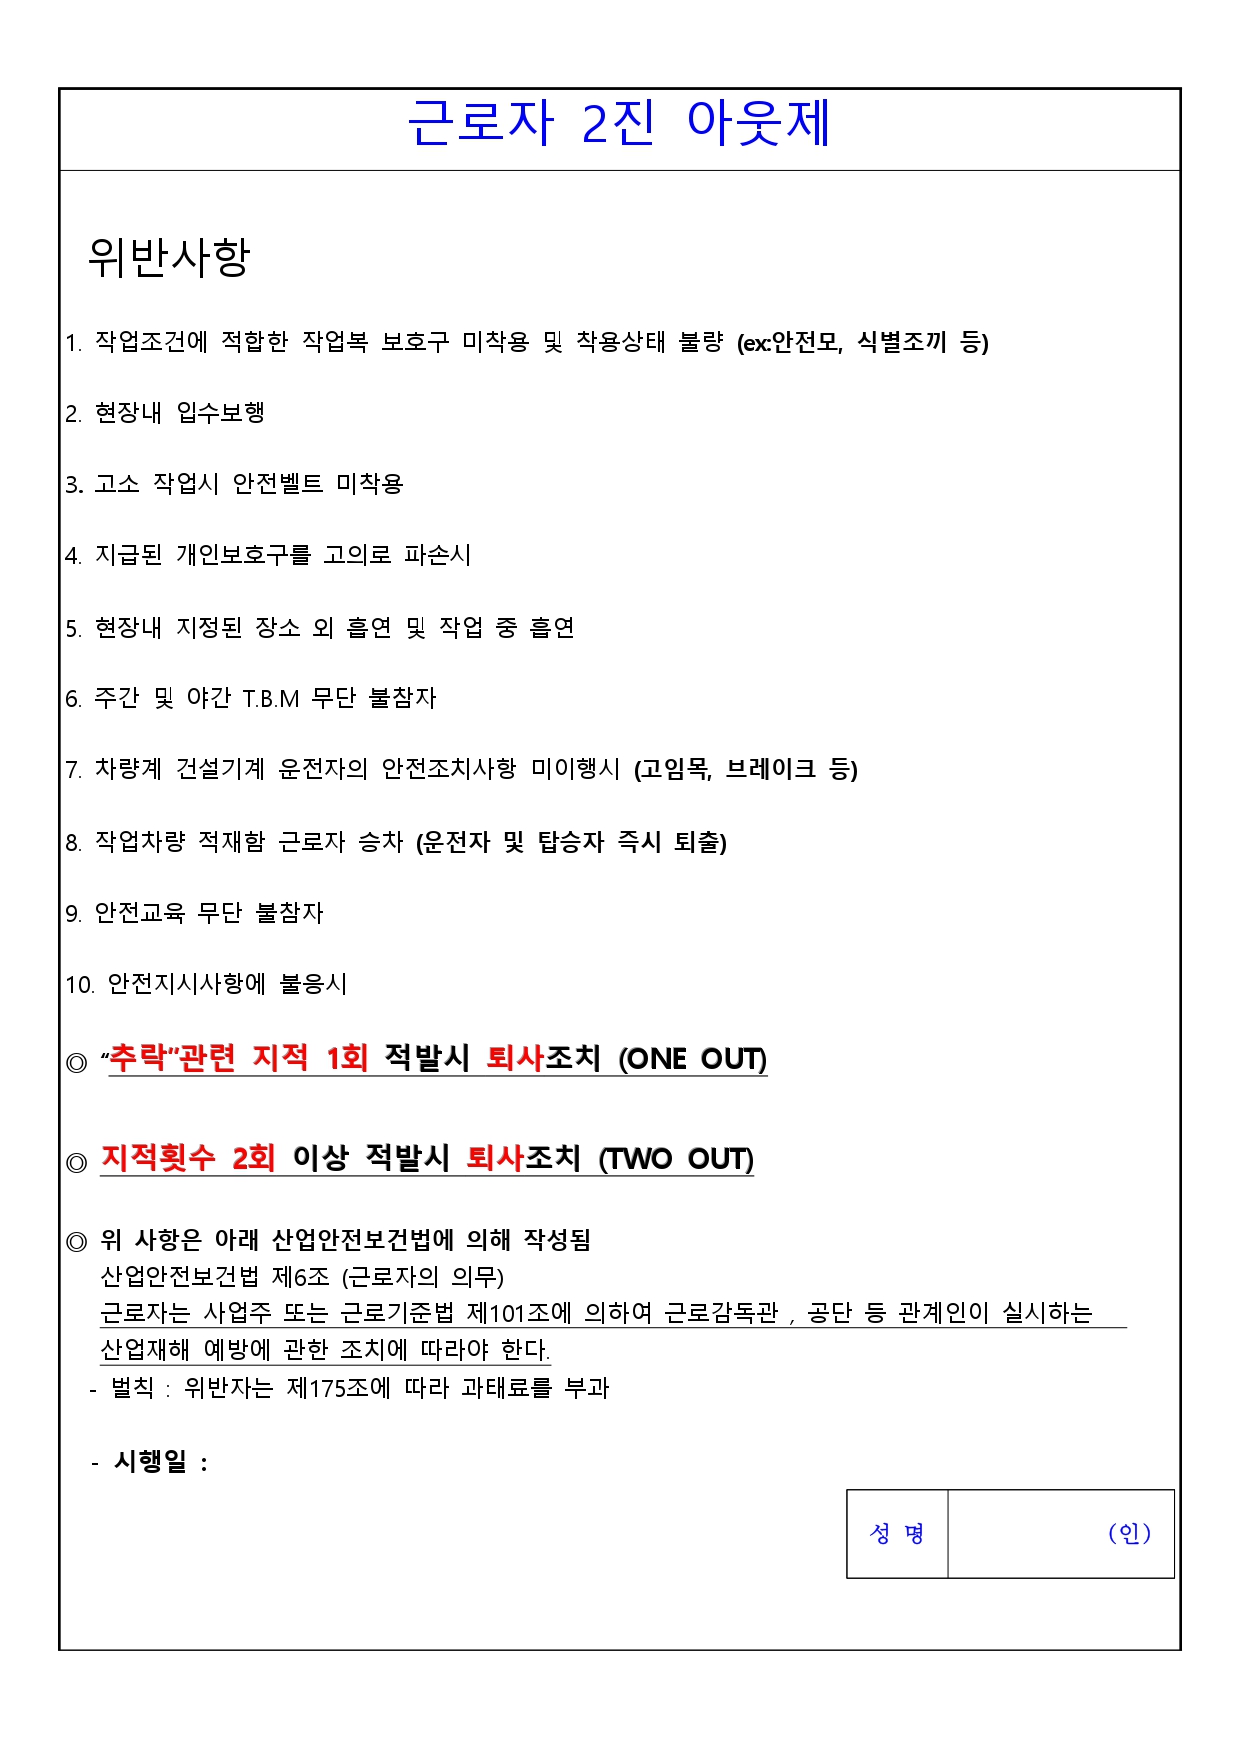 근로자 2진 아웃제
위반사항
1. 작업조건에 적합한 작업복 보호구 미착용 및 착용상태 불량 (ex:안전모, 식별조끼 등)
2. 현장내 입수보행
3. 고소 작업시 안전벨트 미착용
4. 지급된 개인보호구를 고의로 파손시
5. 현장내 지정된 장소 외 흡연 및 작업 중 흡연
6. 주간 및 야간 T.B.M 무단 불참자
7. 차량계 건설기계 운전자의 안전조치사항 미이행시 (고임목, 브레이크 등)
8. 작업차량 적재함 근로자 승차 (운전자 및 탑승자 즉시 퇴출)
9. 안전교육 무단 불참자
10. 안전지시사항에 불응시
◎ “추락”관련 지적 1회 적발시 퇴사조치 (ONE OUT)
◎ 지적횟수 2회 이상 적발시 퇴사조치 (TWO OUT)
◎ 위 사항은 아래 산업안전보건법에 의해 작성됨
산업안전보건법 제6조 (근로자의 의무)
근로자는 사업주 또는 근로기준법 제101조에 의하여 근로감독관 , 공단 등 관계인이 실시하는
산업재해 예방에 관한 조치에 따라야 한다.
- 벌칙 : 위반자는 제175조에 따라 과태료를 부과
- 시행일 :
성 명 (인)